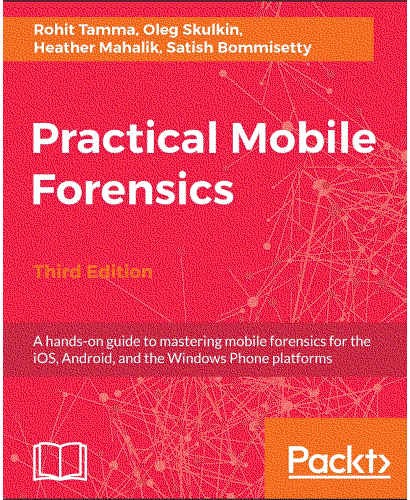 Rohit Tamma, Oleg Skulkin,
Heather Mahalik, Satish Bommisetty
Practical Mobile
Forensics
Third Edition
A hands-on guide to mastering mobile forensics for the
iOS, Android, and the Windows Phone platforms
Packt>